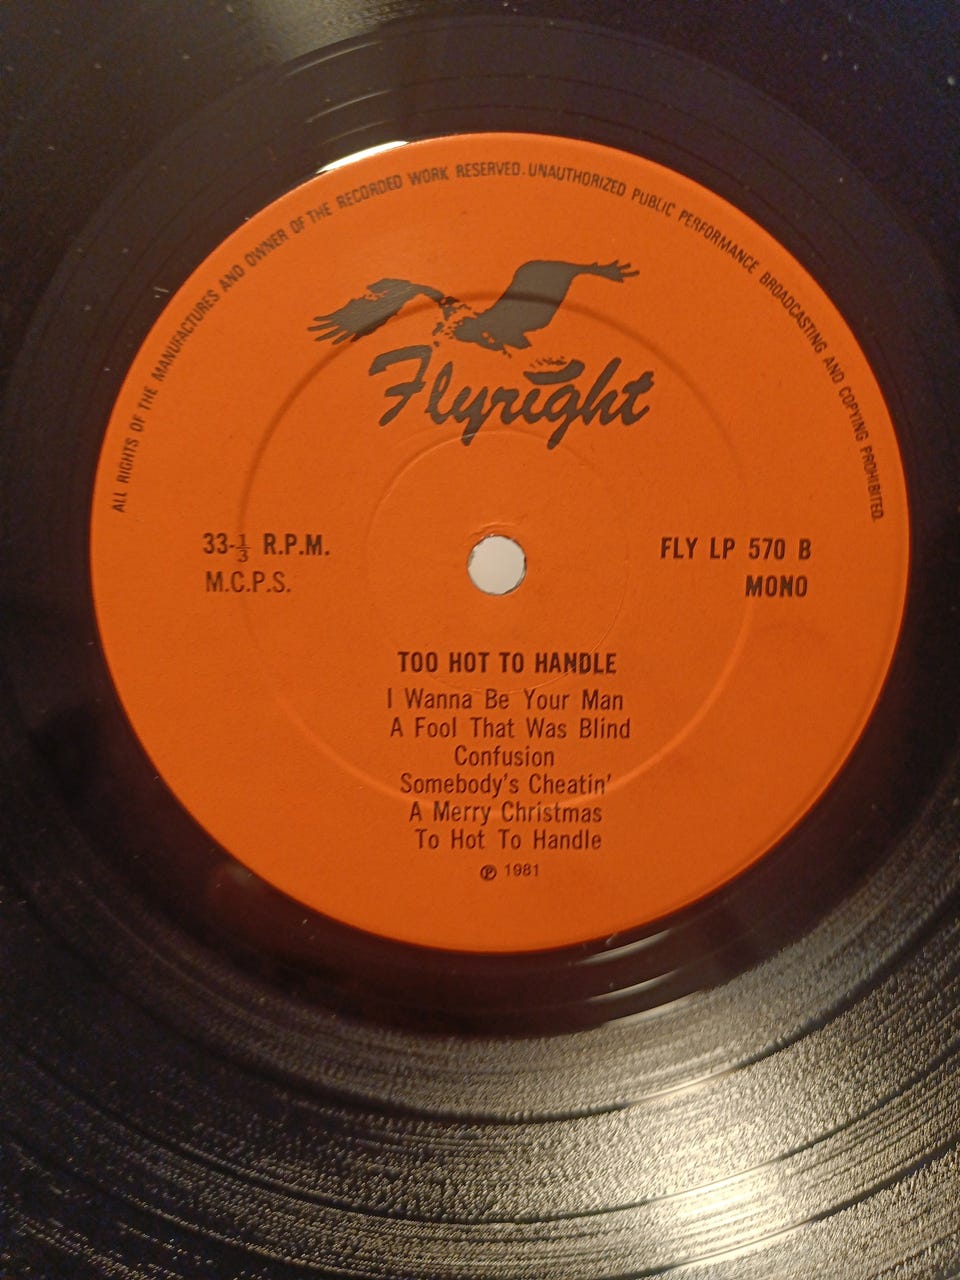 ALL RIGHTS OF THE MANUFACTURES AND OWNER OF THE RECORDED WORK RESERVED. UNAUTHORIZED PUBLIC PERFORMANCE BROADCASTING AND COPYING PROHIBITED.
Flyright
33-1/3 R.P.M.
M.C.P.S.
FLY LP 570 B
MONO
TOO HOT TO HANDLE
I Wanna Be Your Man
A Fool That Was Blind
Confusion
Somebody's Cheatin'
A Merry Christmas
To Hot To Handle
℗ 1981